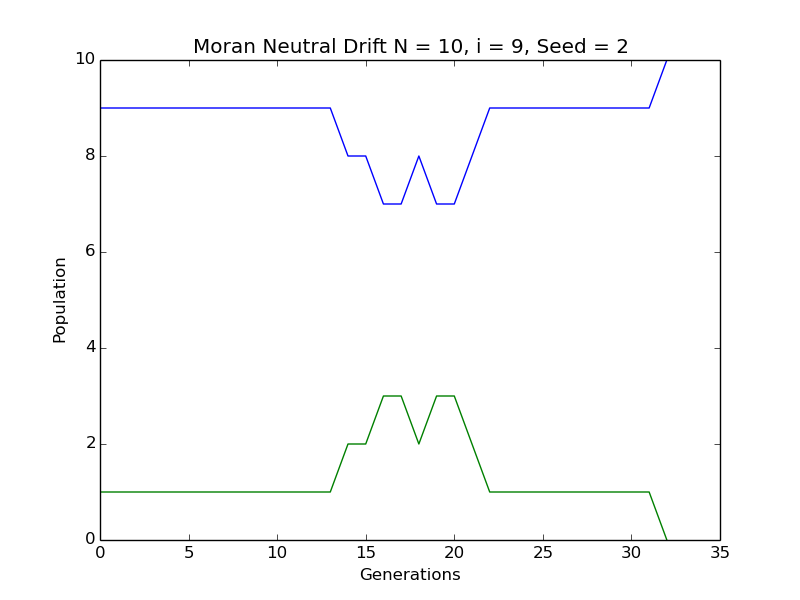 Moran Neutral Drift N = 10, i = 9, Seed = 2
10
8
6
4
2
0
Population
0 5 10 15 20 25 30 35
Generations